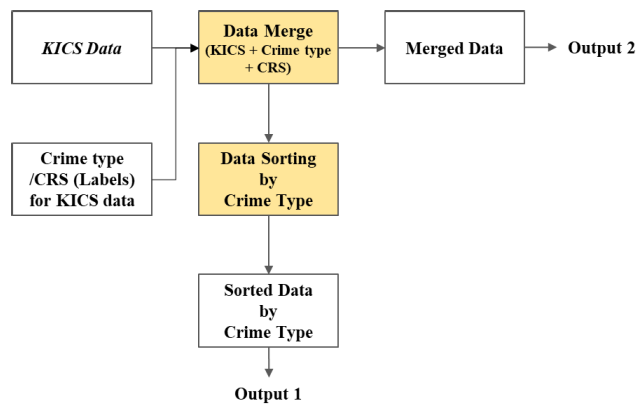 KICS Data
Data Merge
(KICS + Crime type
+ CRS)
Merged Data
Output 2
Crime type
/CRS (Labels)
for KICS data
Data Sorting
by
Crime Type
Sorted Data
by
Crime Type
Output 1